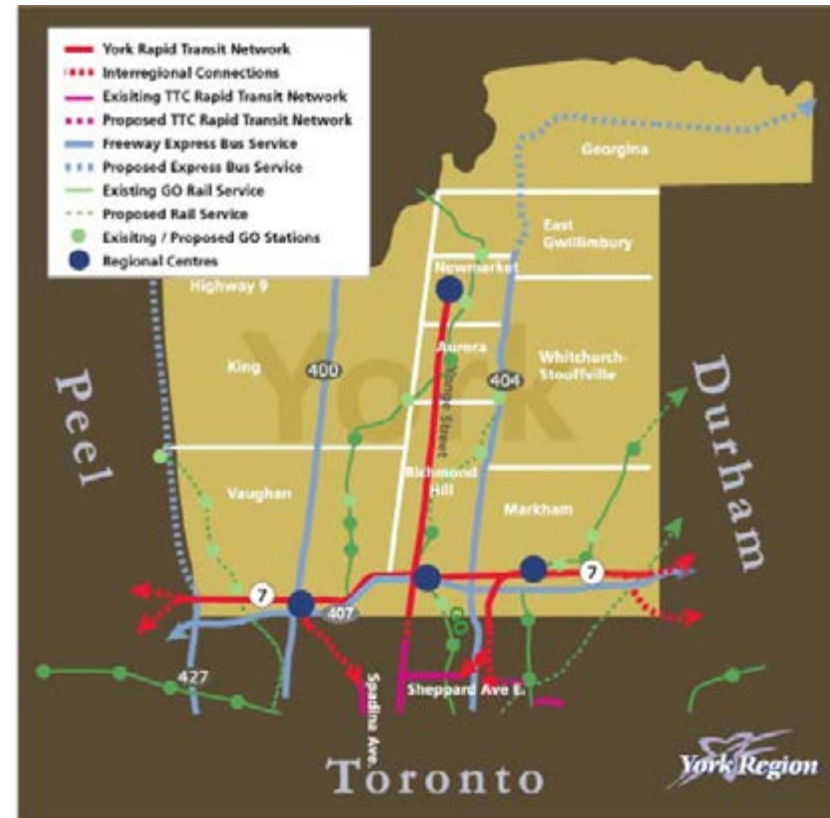 York Rapid Transit Network
Interregional Connections
Exisiting TTC Rapid Transit Network
Proposed TTC Rapid Transit Network
Freeway Express Bus Service
Proposed Express Bus Service
Existing GO Rail Service
Proposed Rail Service
Exisitng / Proposed GO Stations
Regional Centres
Georgina
East
Gwillimbury
Newmarket
Highway 9
Aurora
King
400
404
Whitchurch-
Stouffville
York
Yonge Street
Peel
Durham
Richmond
Hill
Vaughan
Markham
7
7
407
GO
427
Spadina Ave.
Sheppard Ave E.
Toronto
York Region